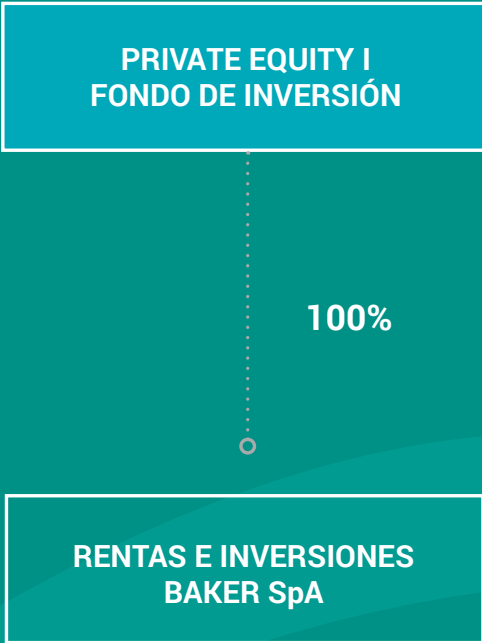 PRIVATE EQUITY I
FONDO DE INVERSIÓN
100%
RENTAS E INVERSIONES
BAKER SpA